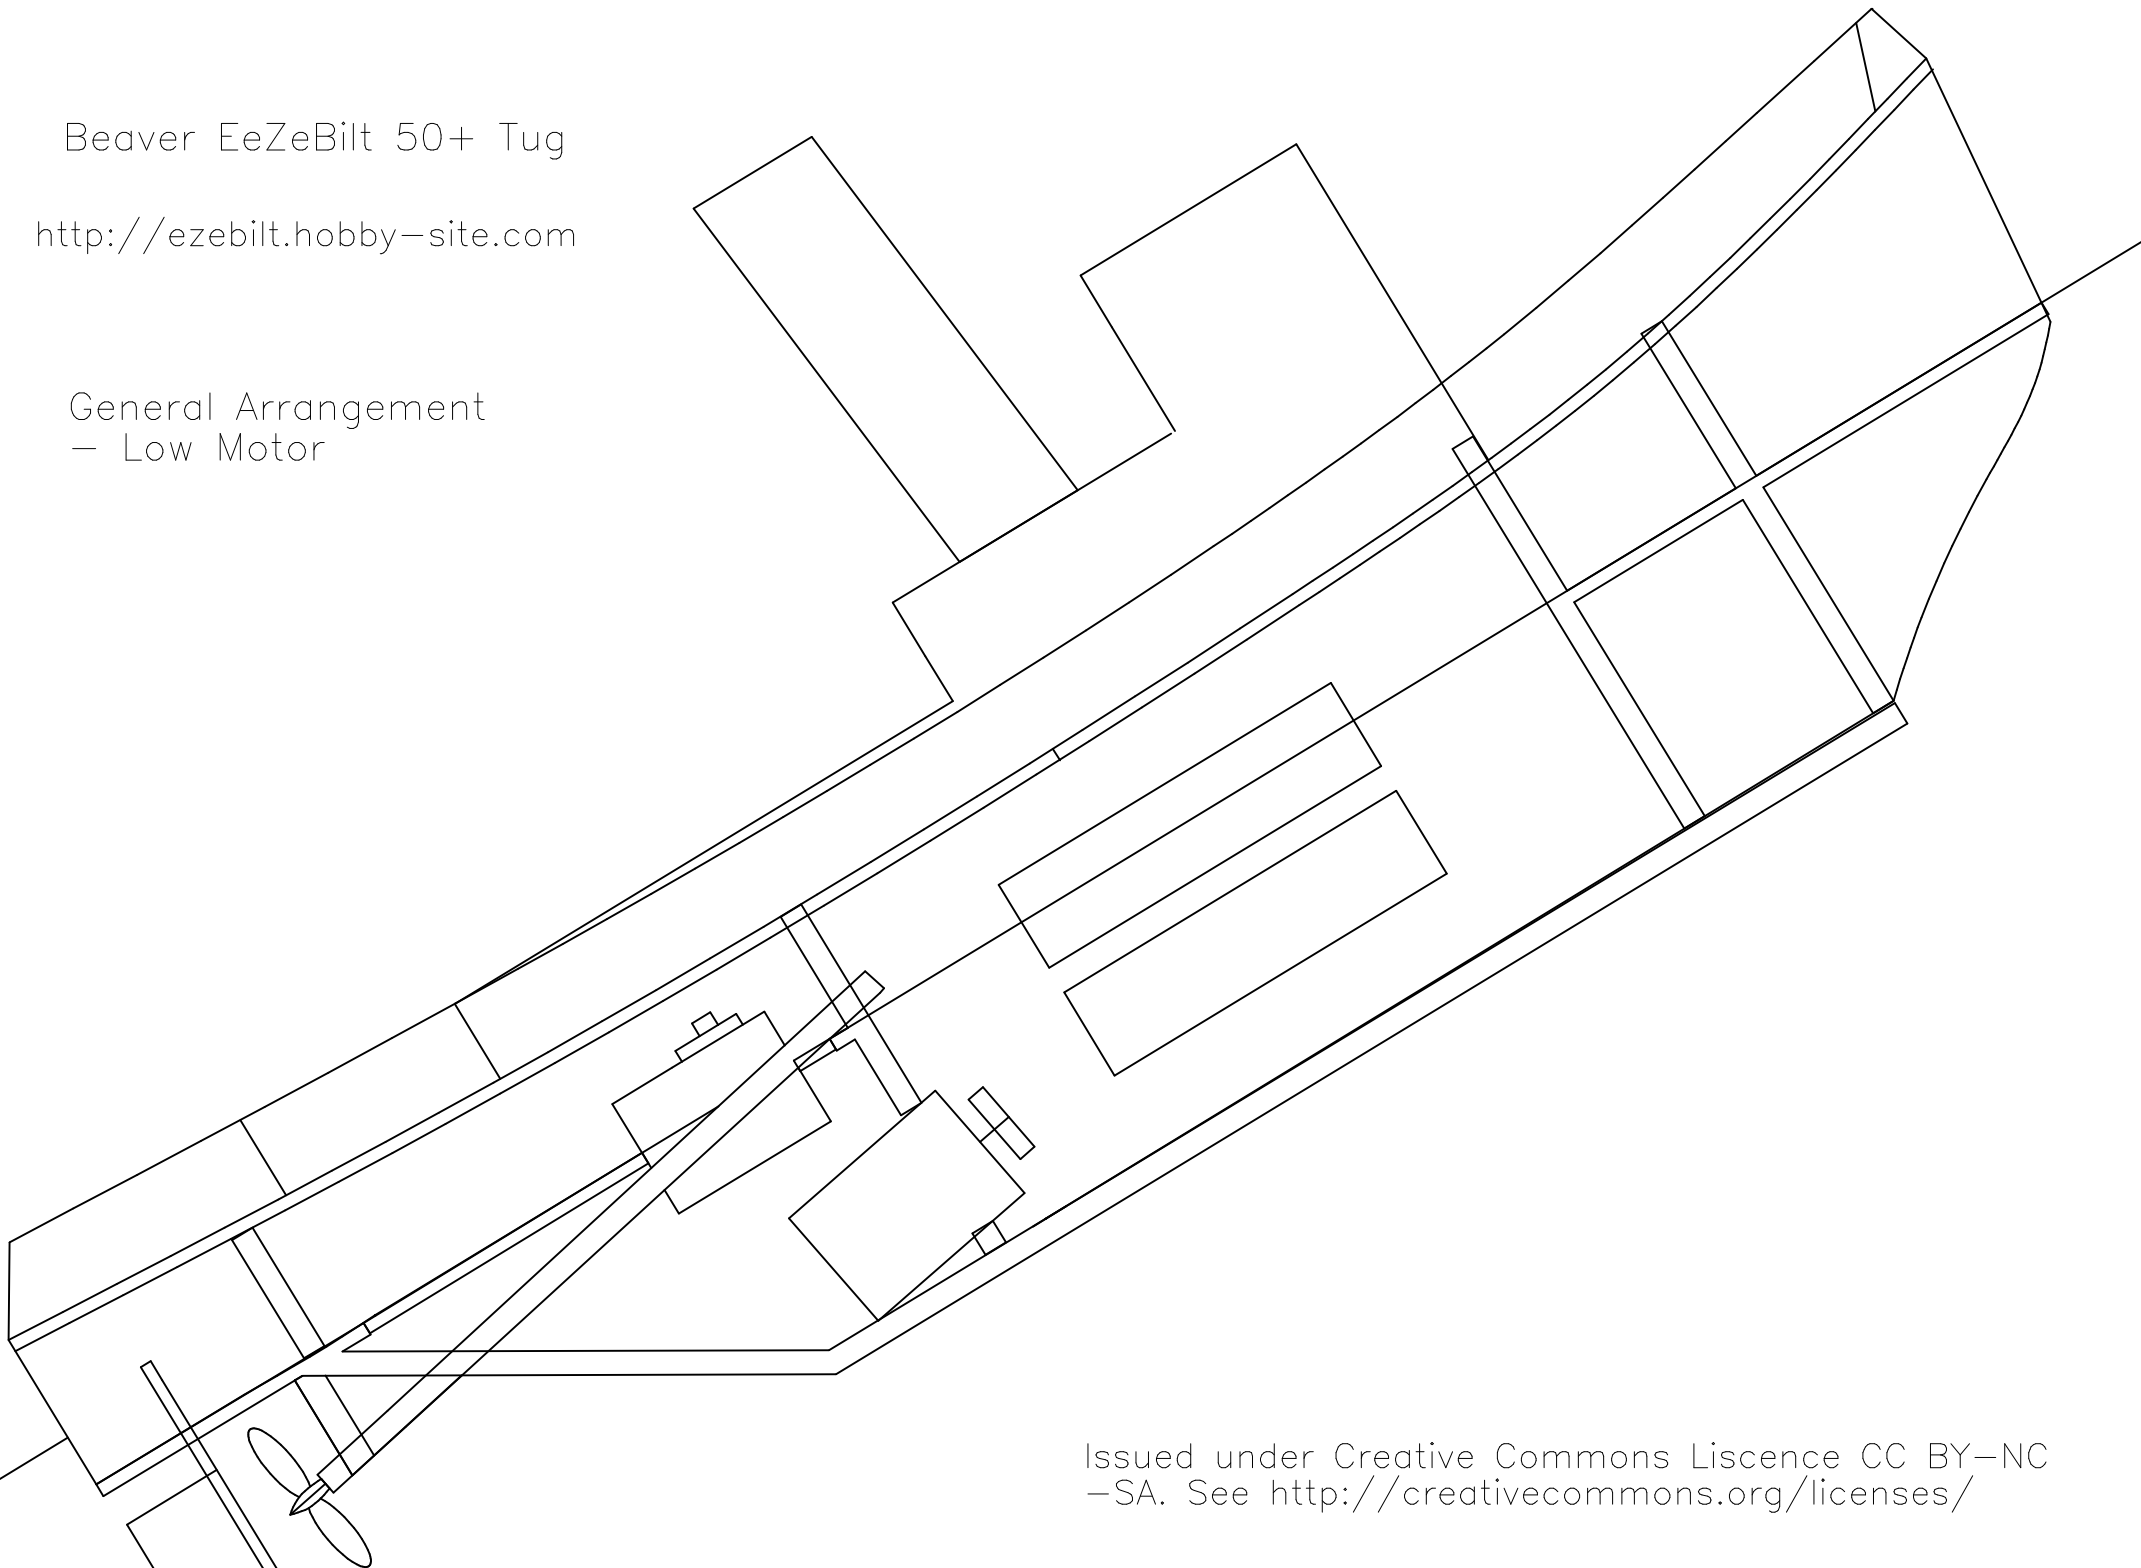 Beaver EeZeBilt 50+ Tug
http://ezebilt.hobby-site.com
General Arrangement
- Low Motor
Issued under Creative Commons Liscence CC BY-NC
-SA. See http://creativecommons.org/licenses/